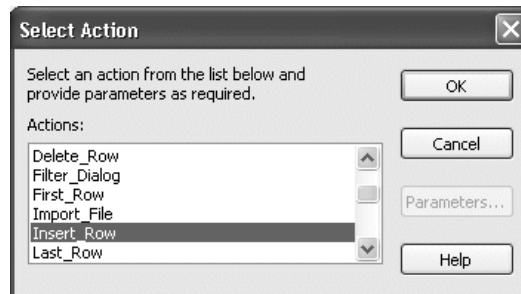 Select Action
Select an action from the list below and
provide parameters as required.
OK
Actions:
Cancel
Delete_Row
Filter_Dialog
First_Row
Import_File
Insert_Row
Last_Row
Parameters...
Help